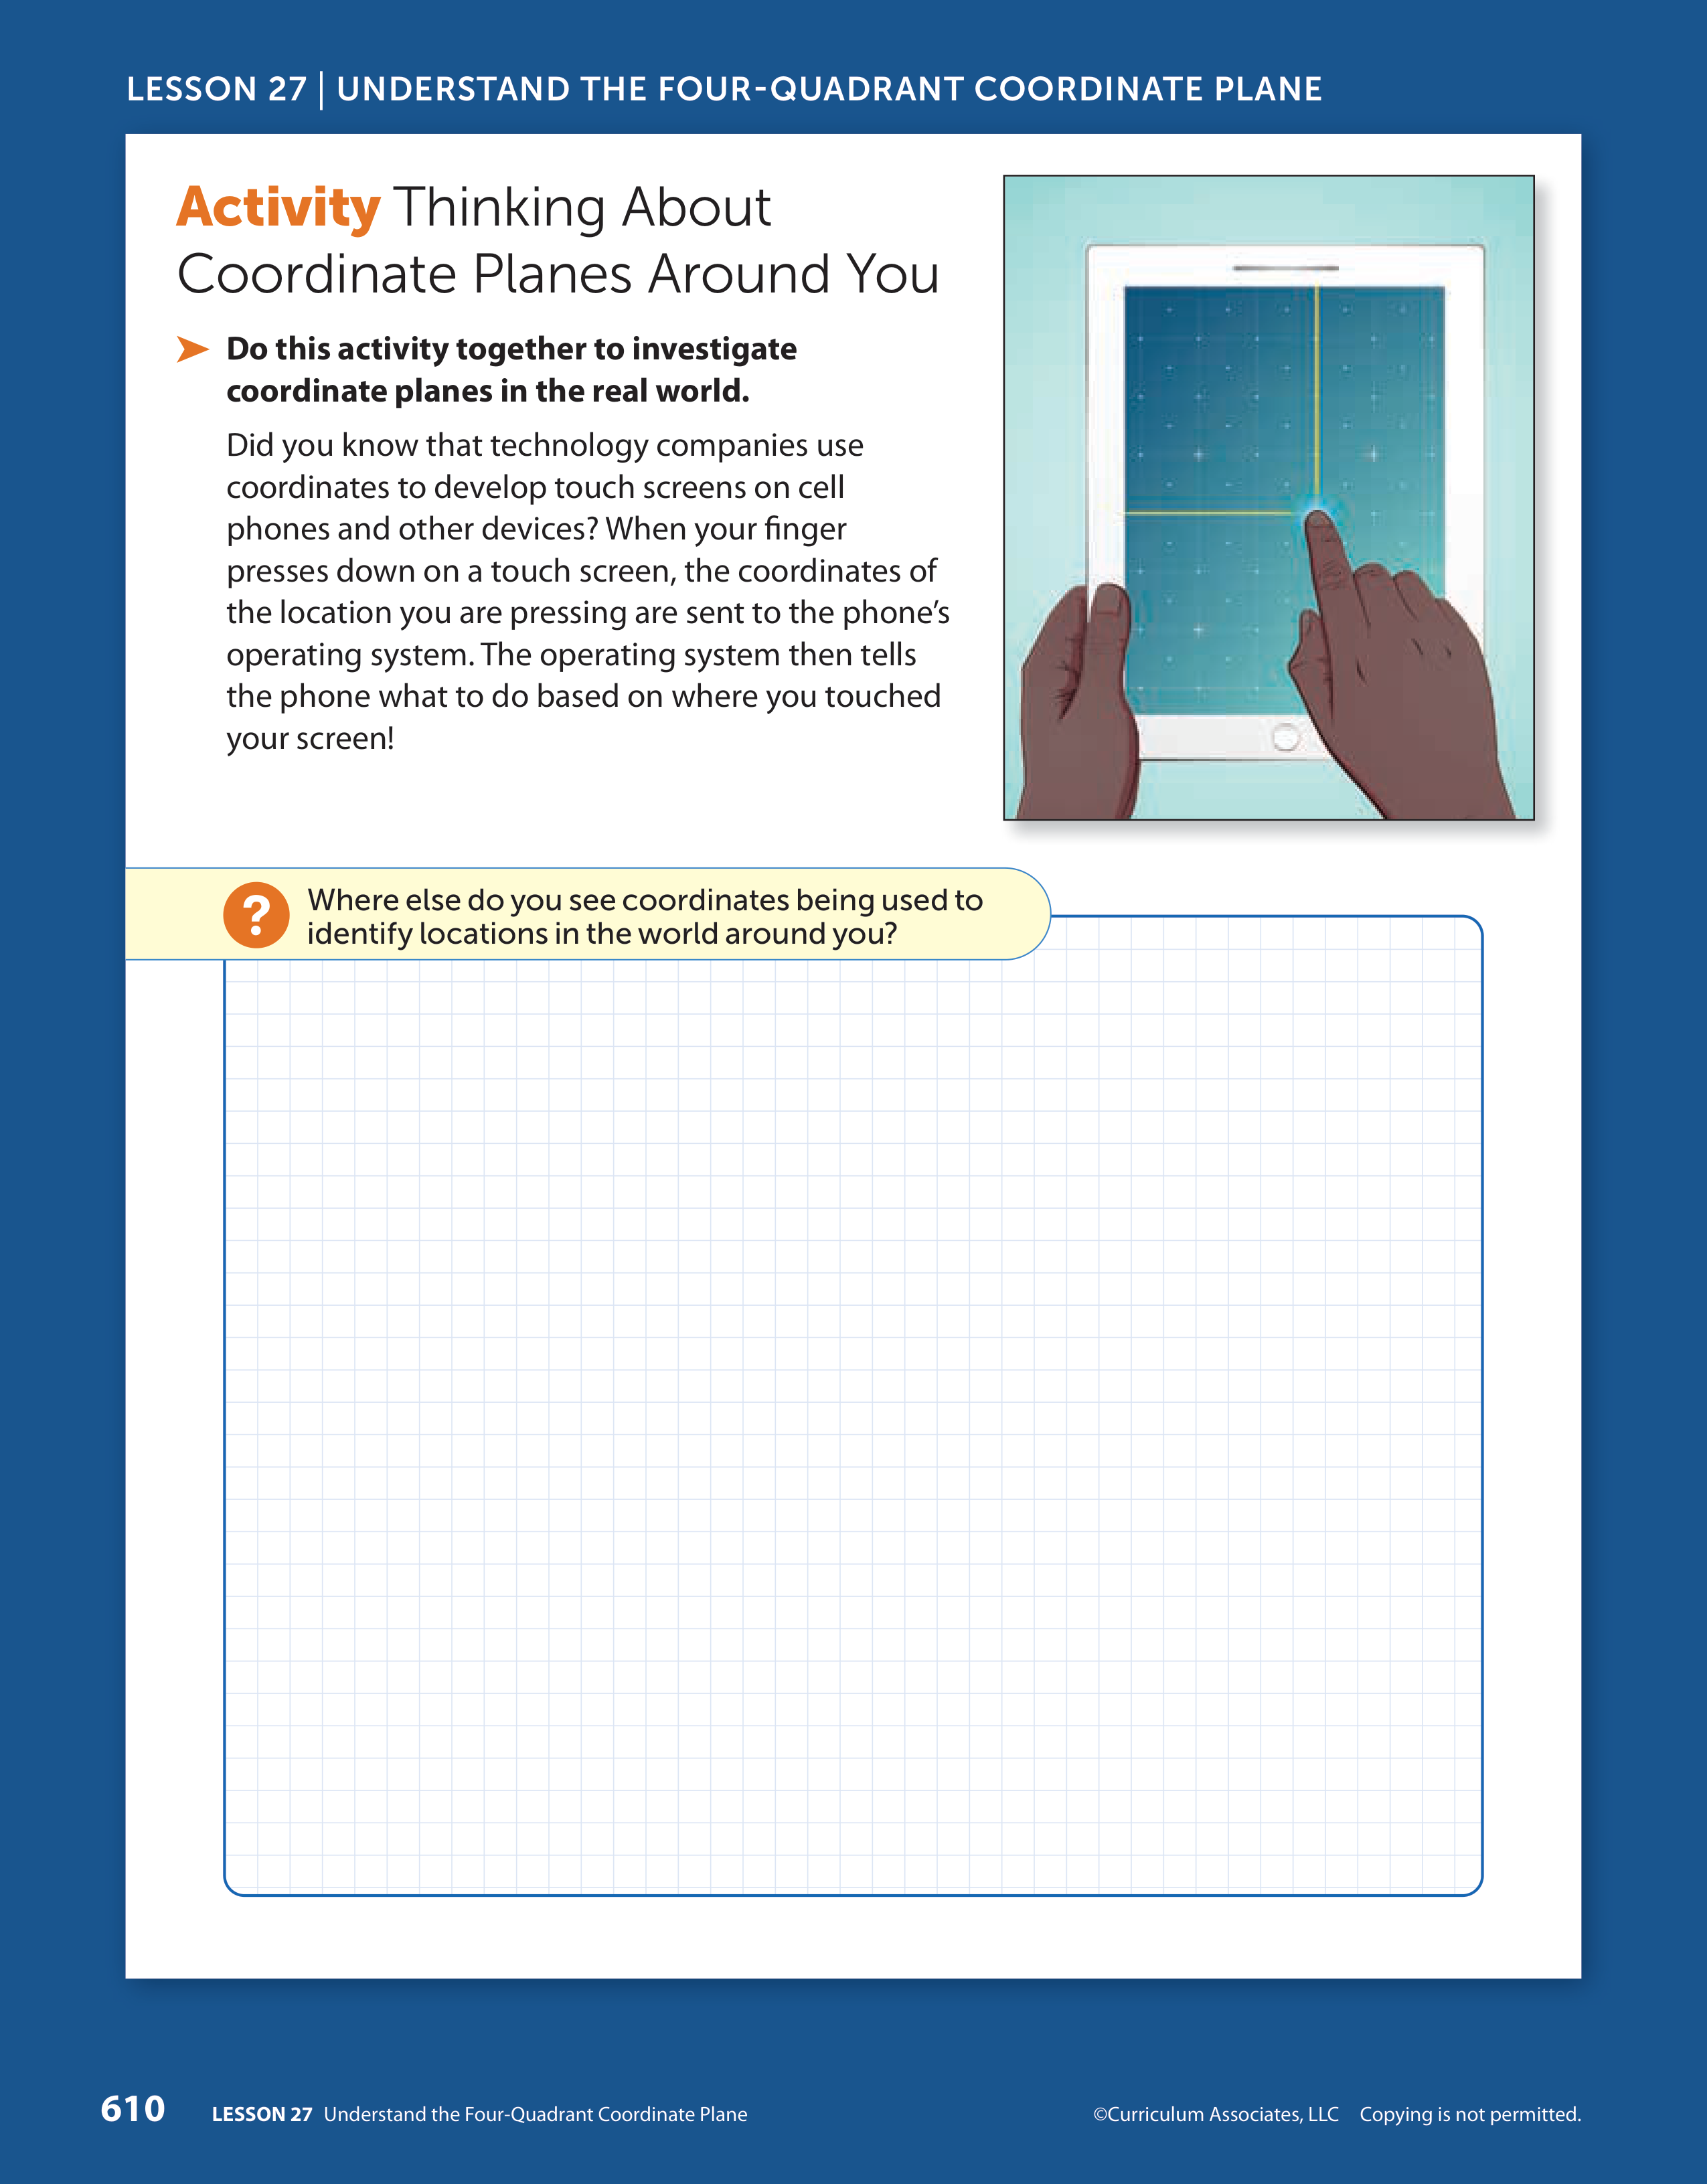 LESSON 27 | UNDERSTAND THE FOUR-QUADRANT COORDINATE PLANE
Activity Thinking About
Coordinate Planes Around You
Do this activity together to investigate
coordinate planes in the real world.
Did you know that technology companies use
coordinates to develop touch screens on cell
phones and other devices? When your finger
presses down on a touch screen, the coordinates of
the location you are pressing are sent to the phone’s
operating system. The operating system then tells
the phone what to do based on where you touched
your screen!
? Where else do you see coordinates being used to
identify locations in the world around you?
610 LESSON 27 Understand the Four-Quadrant Coordinate Plane ©Curriculum Associates, LLC Copying is not permitted.